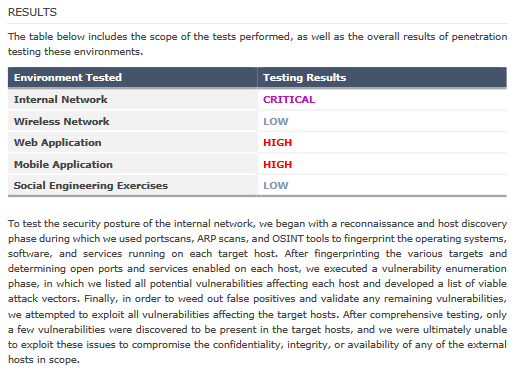 RESULTS
The table below includes the scope of the tests performed, as well as the overall results of penetration
testing these environments.
Environment Tested Testing Results
Internal Network CRITICAL
Wireless Network LOW
Web Application HIGH
Mobile Application HIGH
Social Engineering Exercises LOW
To test the security posture of the internal network, we began with a reconnaissance and host discovery
phase during which we used portscans, ARP scans, and OSINT tools to fingerprint the operating systems,
software, and services running on each target host. After fingerprinting the various targets and
determining open ports and services enabled on each host, we executed a vulnerability enumeration
phase, in which we listed all potential vulnerabilities affecting each host and developed a list of viable
attack vectors. Finally, in order to weed out false positives and validate any remaining vulnerabilities,
we attempted to exploit all vulnerabilities affecting the target hosts. After comprehensive testing, only
a few vulnerabilities were discovered to be present in the target hosts, and we were ultimately unable
to exploit these issues to compromise the confidentiality, integrity, or availability of any of the external
hosts in scope.